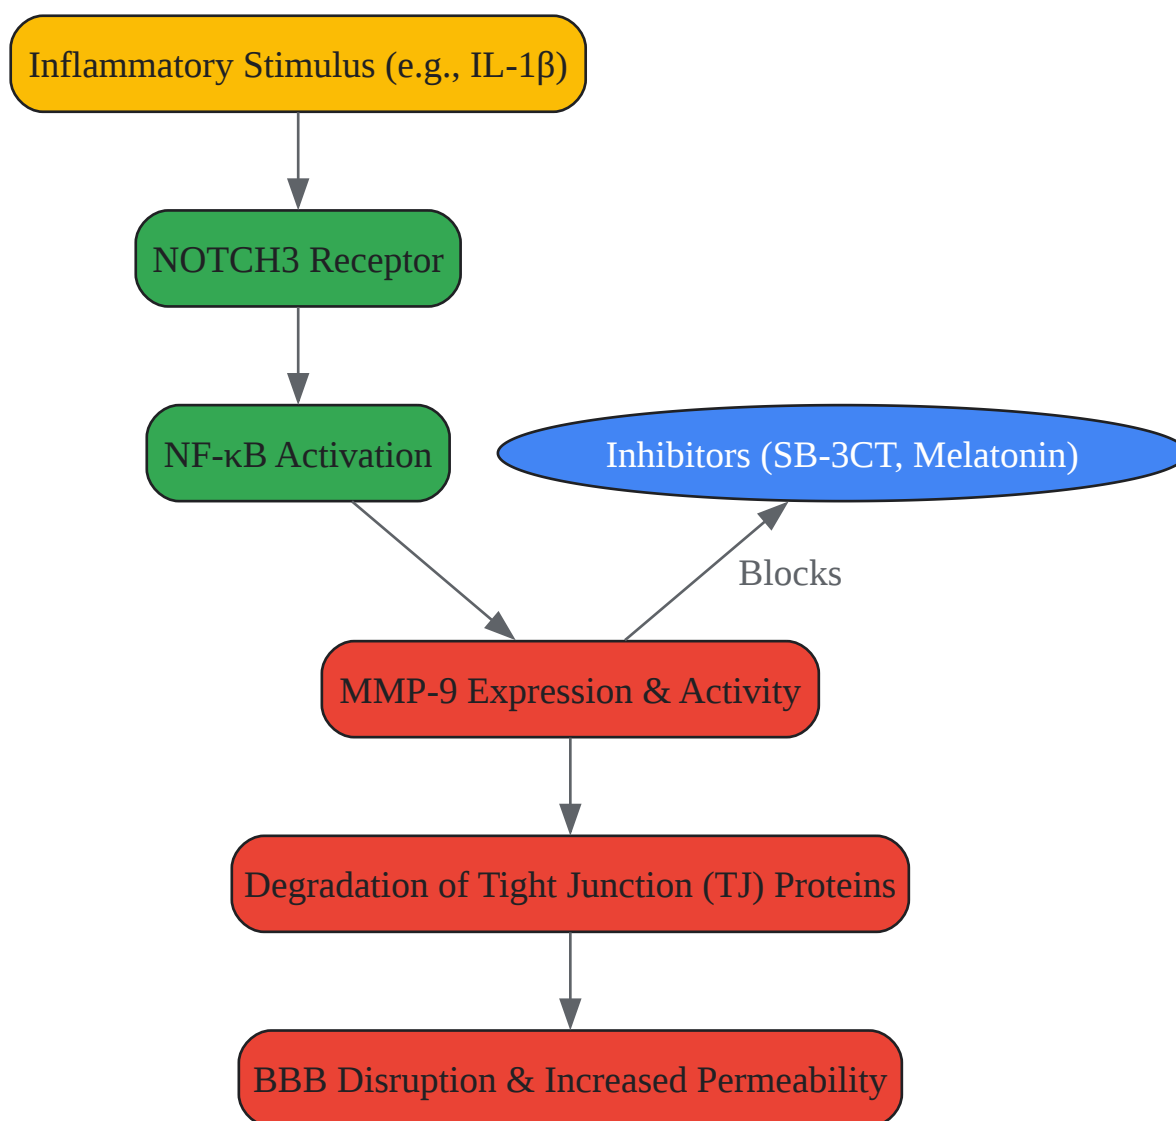 Inflammatory Stimulus (e.g., IL-1β)
NOTCH3 Receptor
NF-κB Activation
Inhibitors (SB-3CT, Melatonin)
Blocks
MMP-9 Expression & Activity
Degradation of Tight Junction (TJ) Proteins
BBB Disruption & Increased Permeability